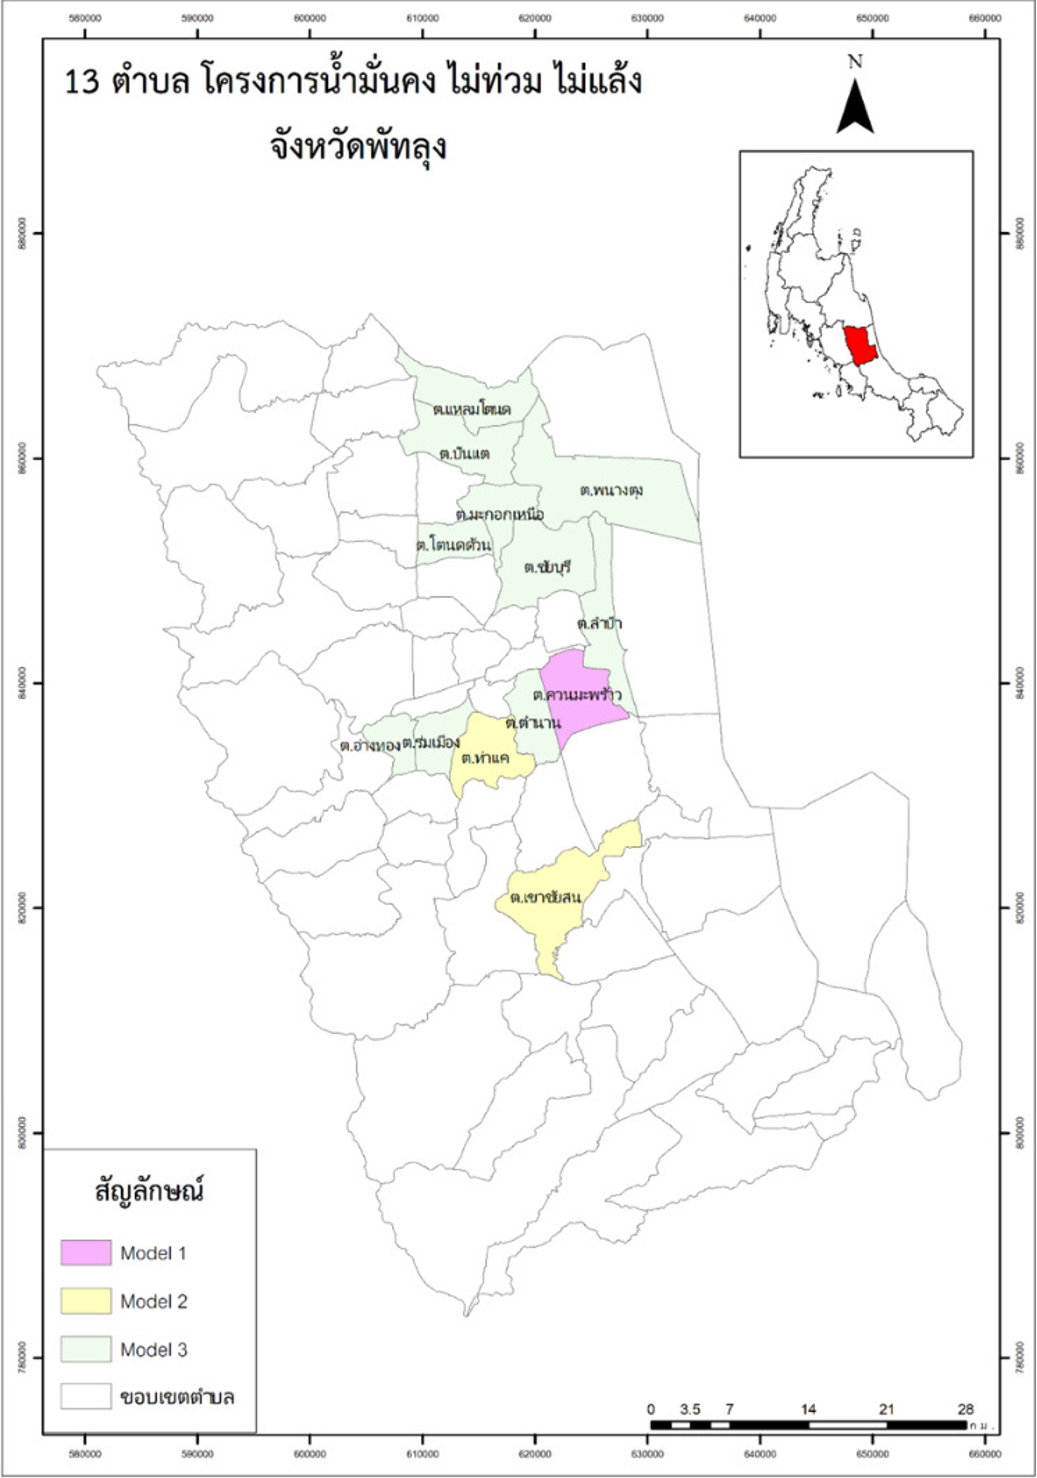 580000 590000 600000 610000 620000 630000 640000 650000 660000
13 ตำบล โครงการน้ำมั่นคง ไม่ท่วม ไม่แล้ง
จังหวัดพัทลุง
N
880000 880000
ต.แหลมโตนด
ต.ปันแต
860000 860000
ต.พนางตุง
ต.มะกอกเหนือ
ต.โตนดด้วน
ต.ชัยบุรี
ต.ลำปำ
840000 840000
ต.ควนมะพร้าว
ต.ตำนาน
ต.อ่างทอง ต.ร่มเมือง
ต.ท่าแค
ต.เขาชัยสน
820000 820000
800000 800000
สัญลักษณ์
Model 1
Model 2
Model 3
780000 780000
ขอบเขตตำบล
0 3.5 7 14 21 28
กม.
580000 590000 600000 610000 620000 630000 640000 650000 660000